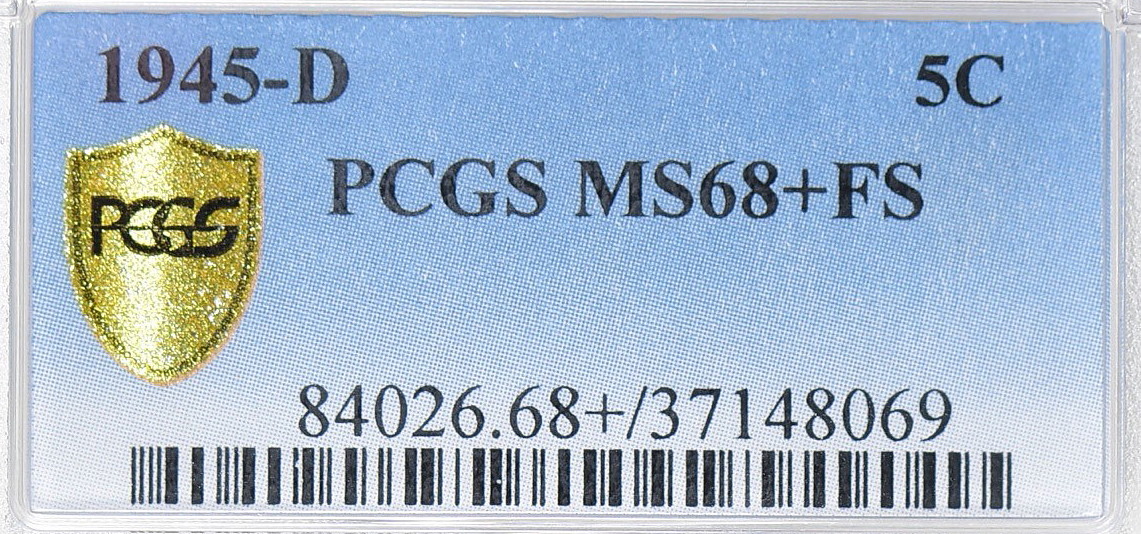 1945-D 5C
PCGS MS68+FS
PCGS
84026.68+/37148069